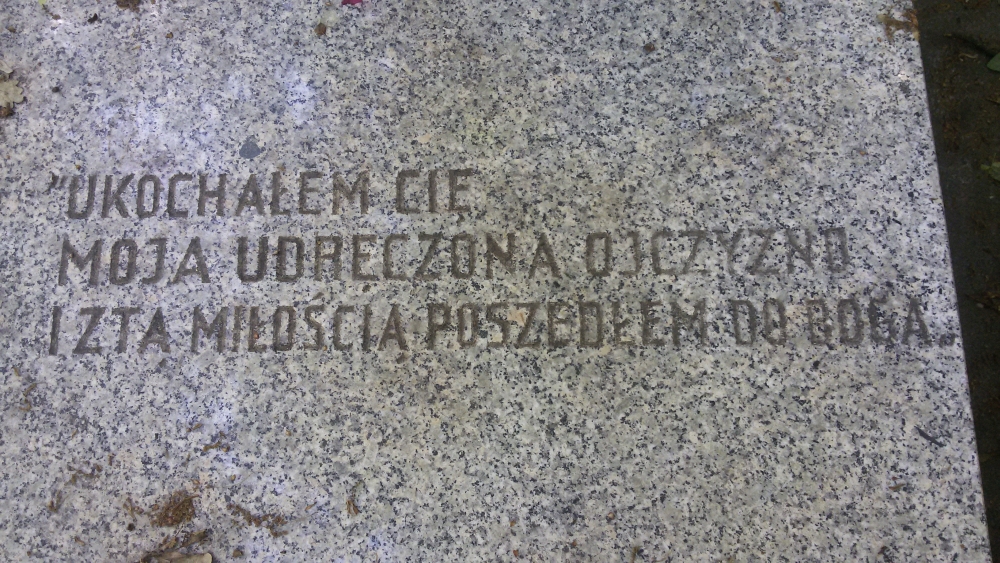 "UKOCHAŁEM CIĘ
MOJA UDRĘCZONA OJCZYZNO
I Z TĄ MIŁOŚCIĄ POSZEDŁEM DO BOGA"